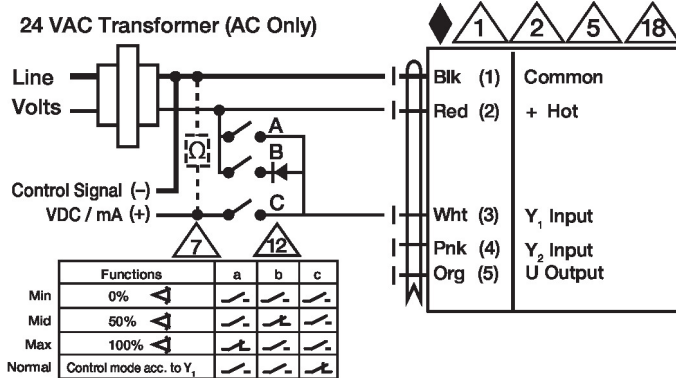 24 VAC Transformer (AC Only)
1 2 5 18
Line
Volts
Blk (1) Common
Red (2) + Hot
A
B
Ω
C
Control Signal (–)
VDC / mA (+)
Wht (3) Y₁ Input
Pnk (4) Y₂ Input
Org (5) U Output
7 12
Functions a b c
Min 0%
Mid 50%
Max 100%
Normal Control mode acc. to Y₁